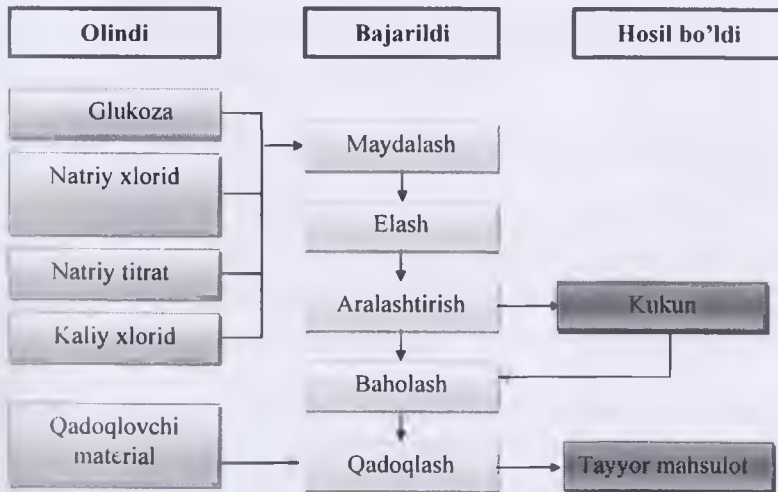 Olindi
Bajarildi
Hosil bo'ldi
Glukoza
Natriy xlorid
Natriy titrat
Kaliy xlorid
Qadoqlovchi
material
Maydalash
Elash
Aralashtirish
Baholash
Qadoqlash
Kukun
Tayyor mahsulot